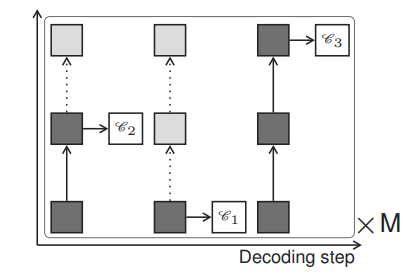 𝒞3
𝒞2
𝒞1
× M
Decoding step